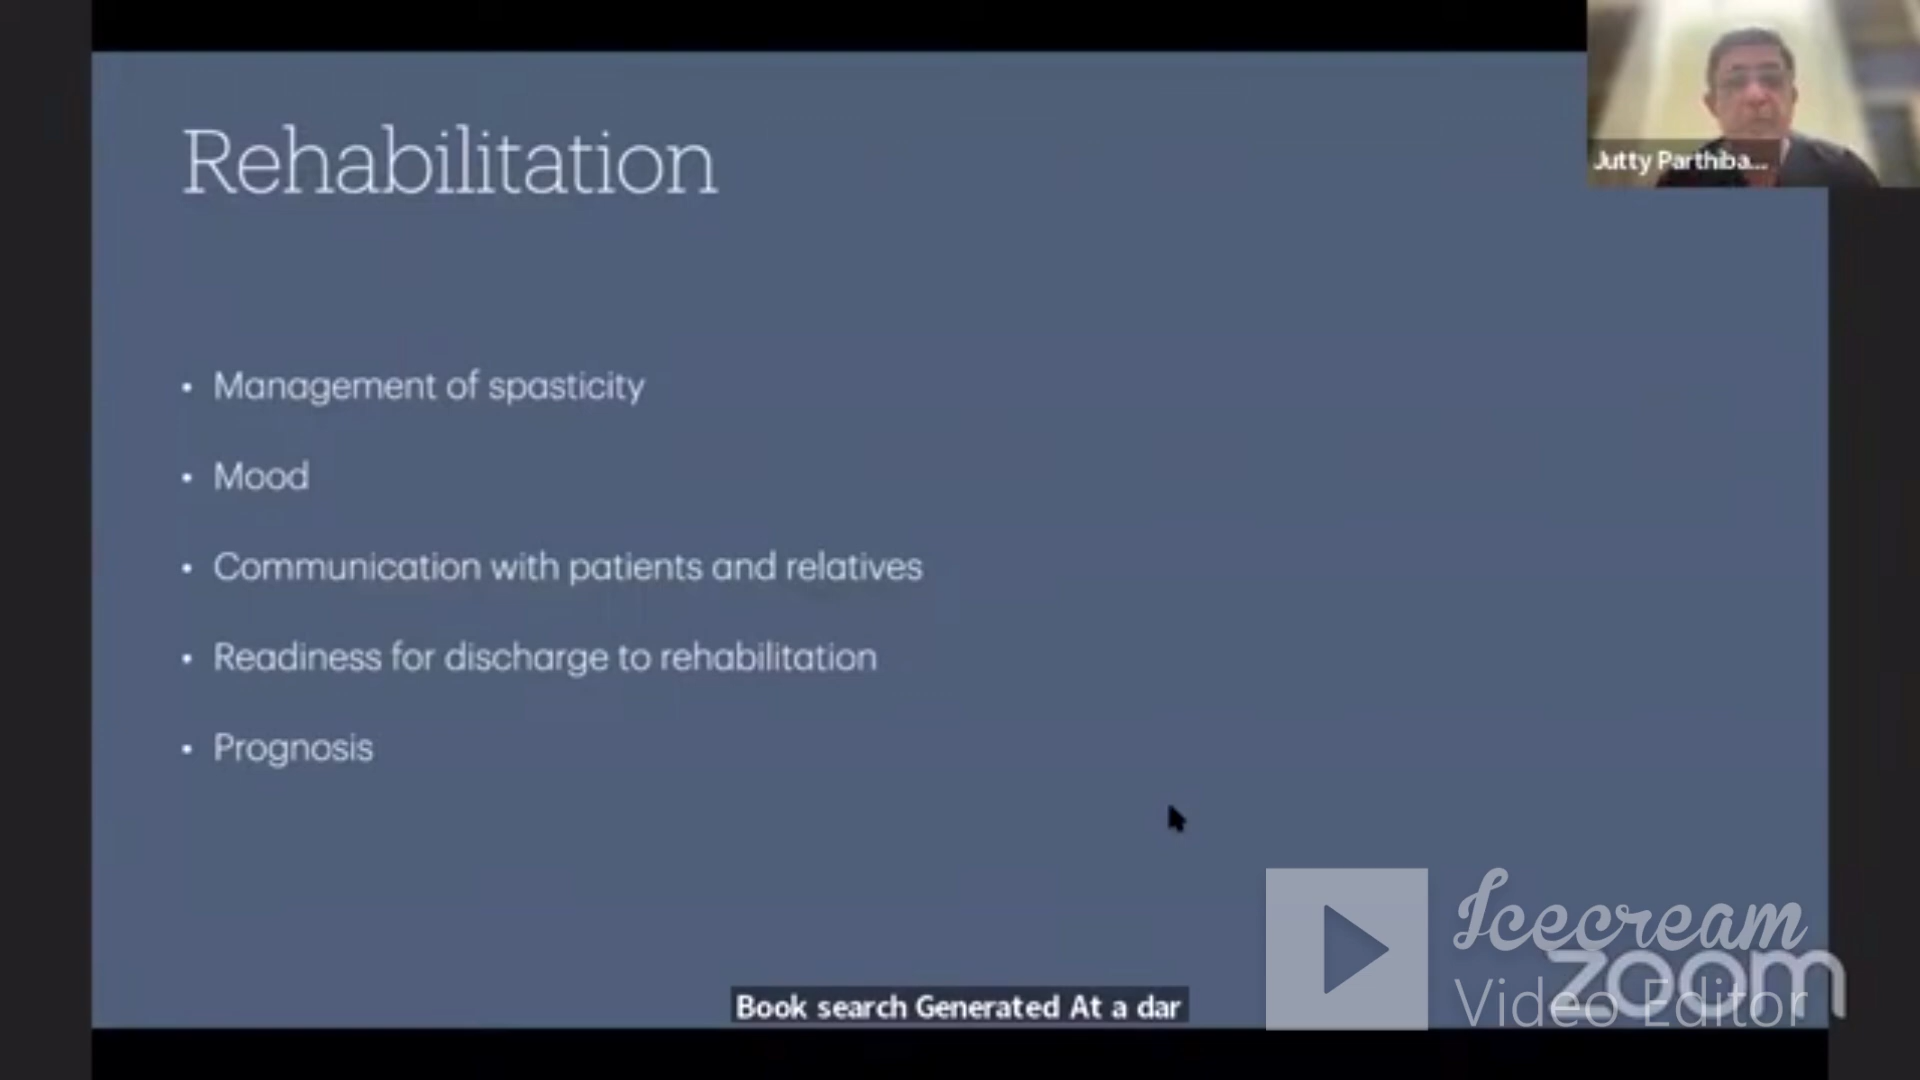 Rehabilitation
Jutty Parthiba...
• Management of spasticity
• Mood
• Communication with patients and relatives
• Readiness for discharge to rehabilitation
• Prognosis
Icecream
Video Editor
zoom
Book search Generated At a dar